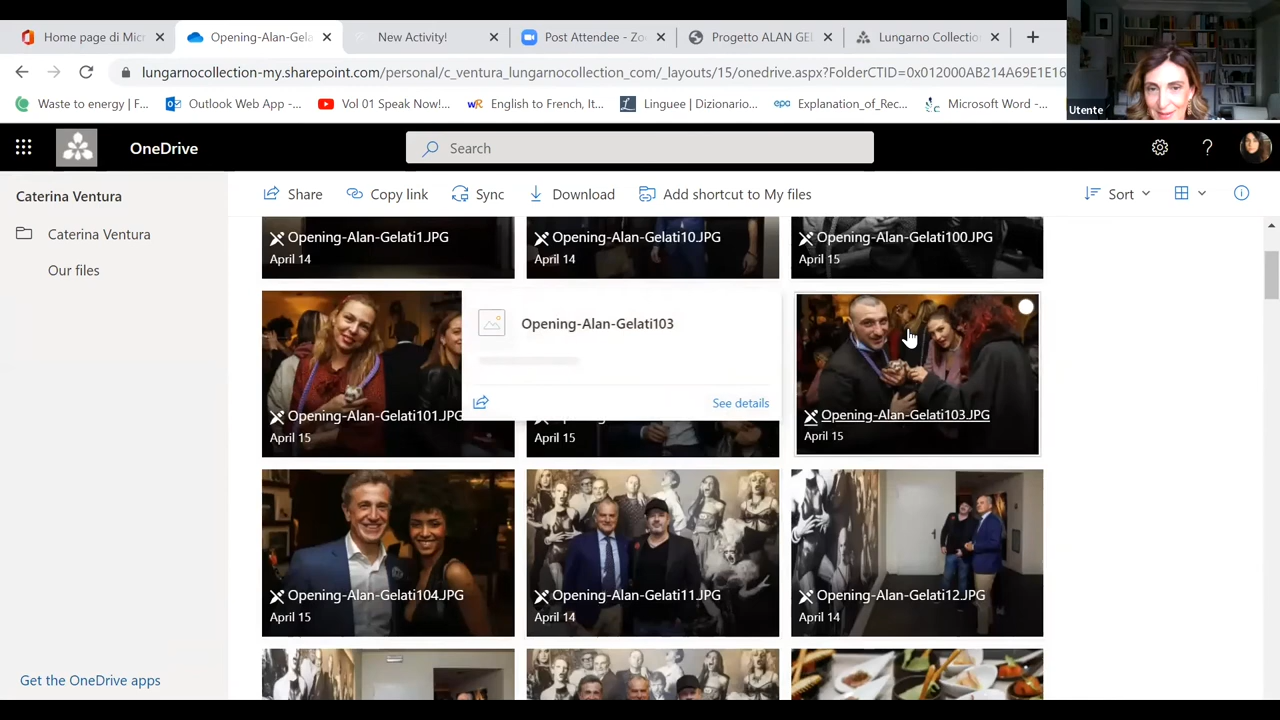 Home page di Mic
Opening-Alan-Gela
New Activity!
Post Attendee - Zo
Progetto ALAN GE
Lungarno Collectio
lungarnocollection-my.sharepoint.com/personal/c_ventura_lungarnocollection_com/_layouts/15/onedrive.aspx?FolderCTID=0x012000AB214A69E1E16
Waste to energy | F...
Outlook Web App -...
Vol 01 Speak Now!...
wR English to French, It...
Linguee | Dizionario...
epo Explanation_of_Rec...
Microsoft Word -...
Utente
OneDrive
Search
?
Caterina Ventura
Caterina Ventura
Our files
Get the OneDrive apps
Share
Copy link
Sync
Download
Add shortcut to My files
Sort
Opening-Alan-Gelati1.JPG
April 14
Opening-Alan-Gelati10.JPG
April 14
Opening-Alan-Gelati100.JPG
April 15
Opening-Alan-Gelati101.JPG
April 15
Opening-Alan-Gelati103
See details
April 15
Opening-Alan-Gelati103.JPG
April 15
Opening-Alan-Gelati104.JPG
April 15
Opening-Alan-Gelati11.JPG
April 14
Opening-Alan-Gelati12.JPG
April 14